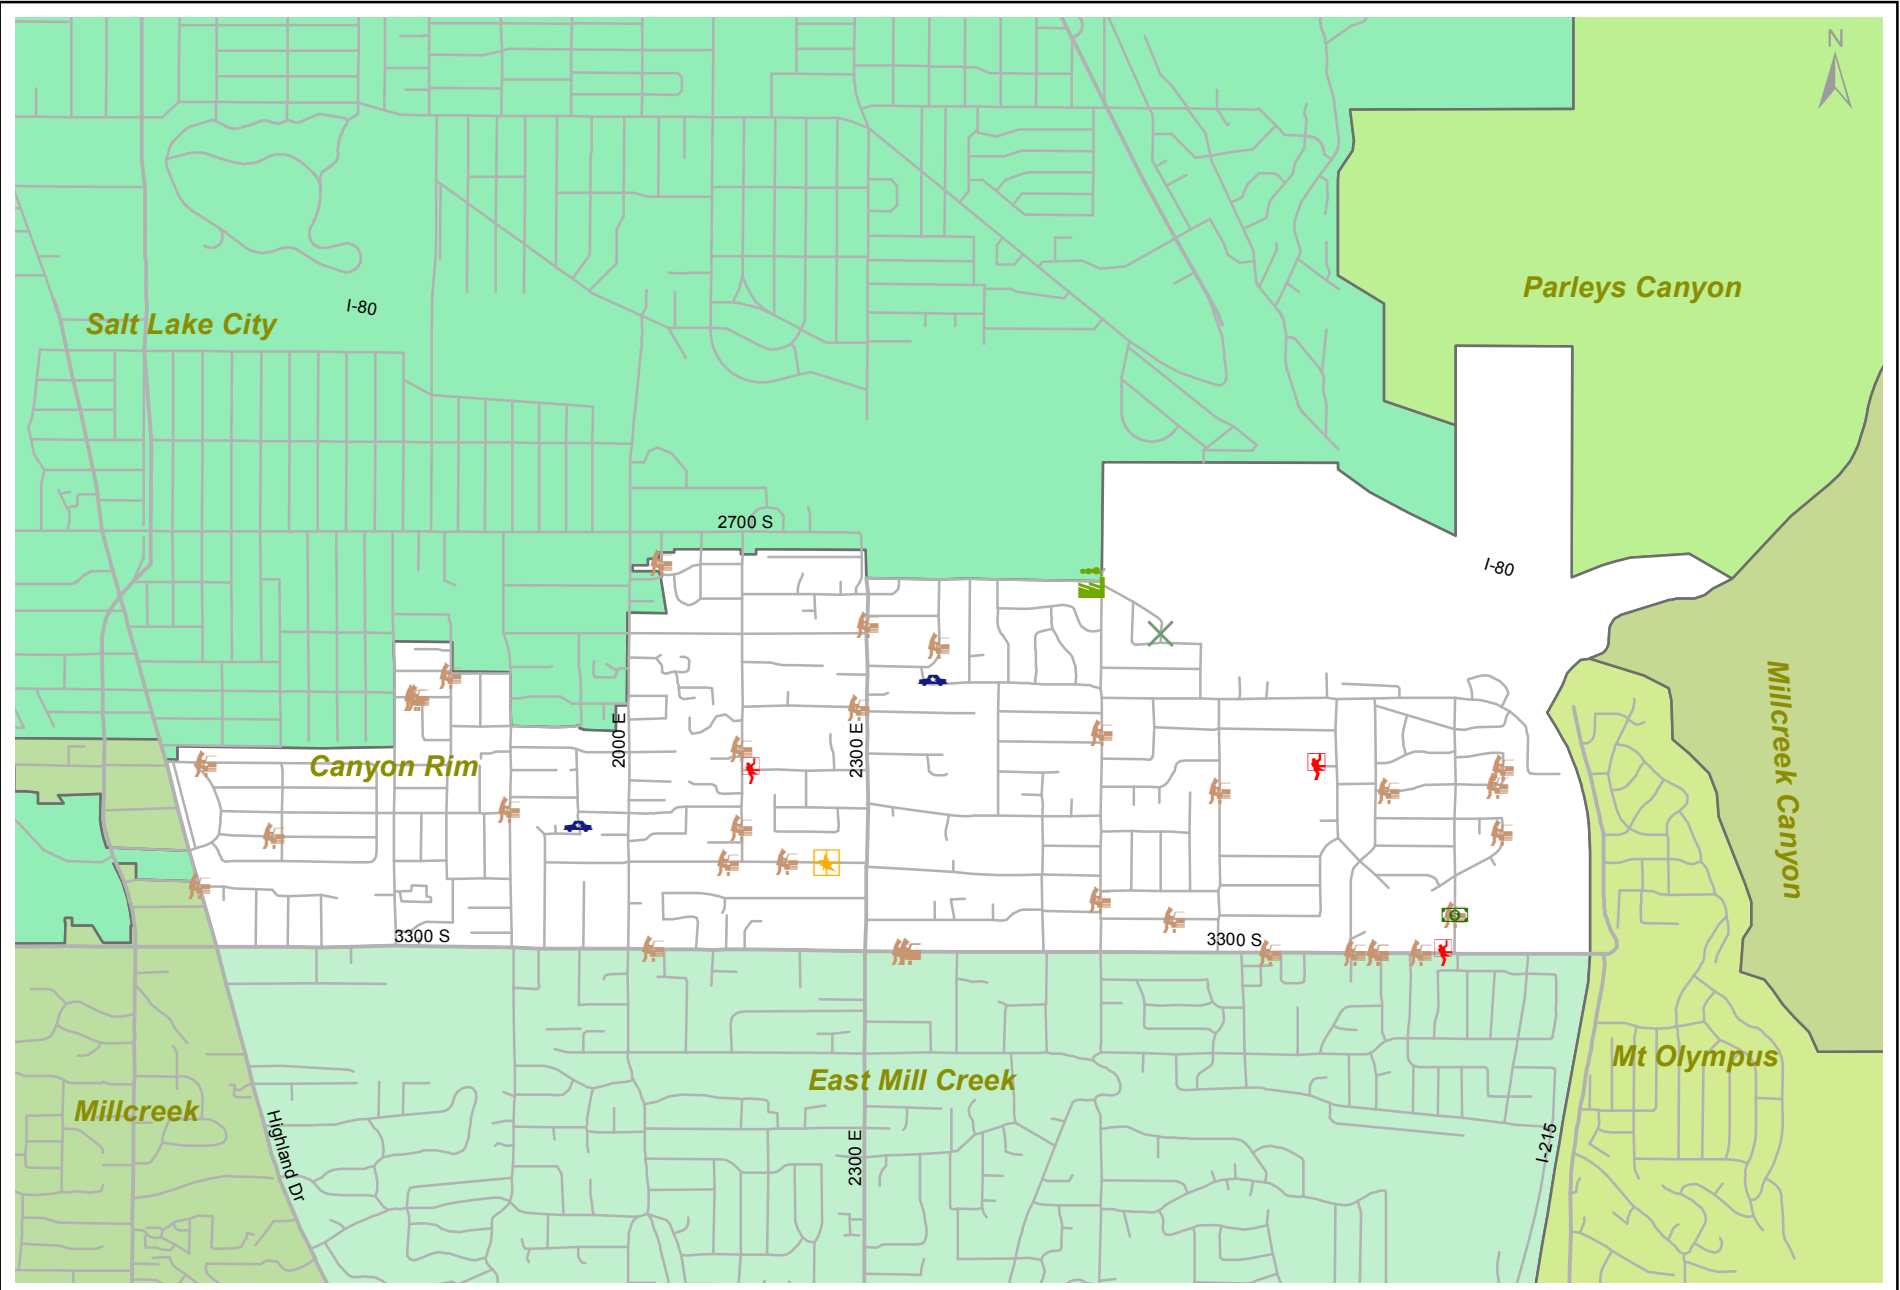 N
Parleys Canyon
I-80
Salt Lake City
2700 S
I-80
2000 E
2300 E
Canyon Rim
Millcreek Canyon
3300 S
3300 S
Mt Olympus
East Mill Creek
Millcreek
Highland Dr
2300 E
I-215